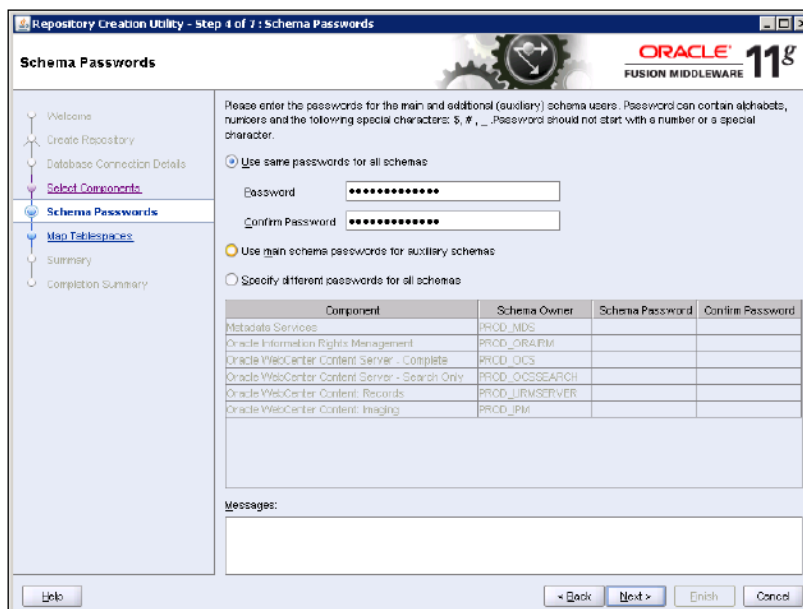 Repository Creation Utility - Step 4 of 7 : Schema Passwords
Schema Passwords
ORACLE
FUSION MIDDLEWARE 11g
Welcome
Create Repository
Database Connection Details
Select Components
Schema Passwords
Map Tablespaces
Summary
Completion Summary
Please enter the passwords for the main and additional (auxiliary) schema users. Password can contain alphabets,
numbers and the following special characters: $, # , _ .Password should not start with a number or a special
character.
Use same passwords for all schemas
Password •••••••••••••
Confirm Password •••••••••••••
Use main schema passwords for auxiliary schemas
Specify different passwords for all schemas
Component Schema Owner Schema Password Confirm Password
Metadata Services PROD_MDS
Oracle Information Rights Management PROD_ORAIRM
Oracle WebCenter Content Server - Complete PROD_OCS
Oracle WebCenter Content Server - Search Only PROD_OCSSEARCH
Oracle WebCenter Content: Records PROD_URMSERVER
Oracle WebCenter Content: Imaging PROD_IPM
Messages:
Help < Back Next > Finish Cancel